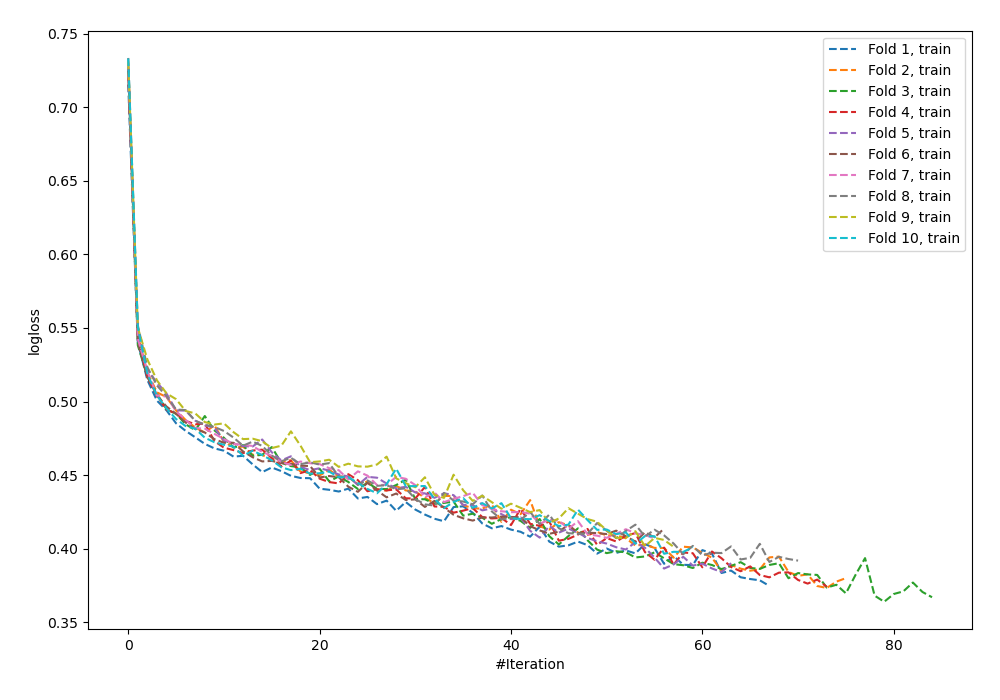 0.75
0.70
0.65
0.60
0.55
0.50
0.45
0.40
0.35
logloss
0
20
40
60
80
#Iteration
Fold 1, train
Fold 2, train
Fold 3, train
Fold 4, train
Fold 5, train
Fold 6, train
Fold 7, train
Fold 8, train
Fold 9, train
Fold 10, train